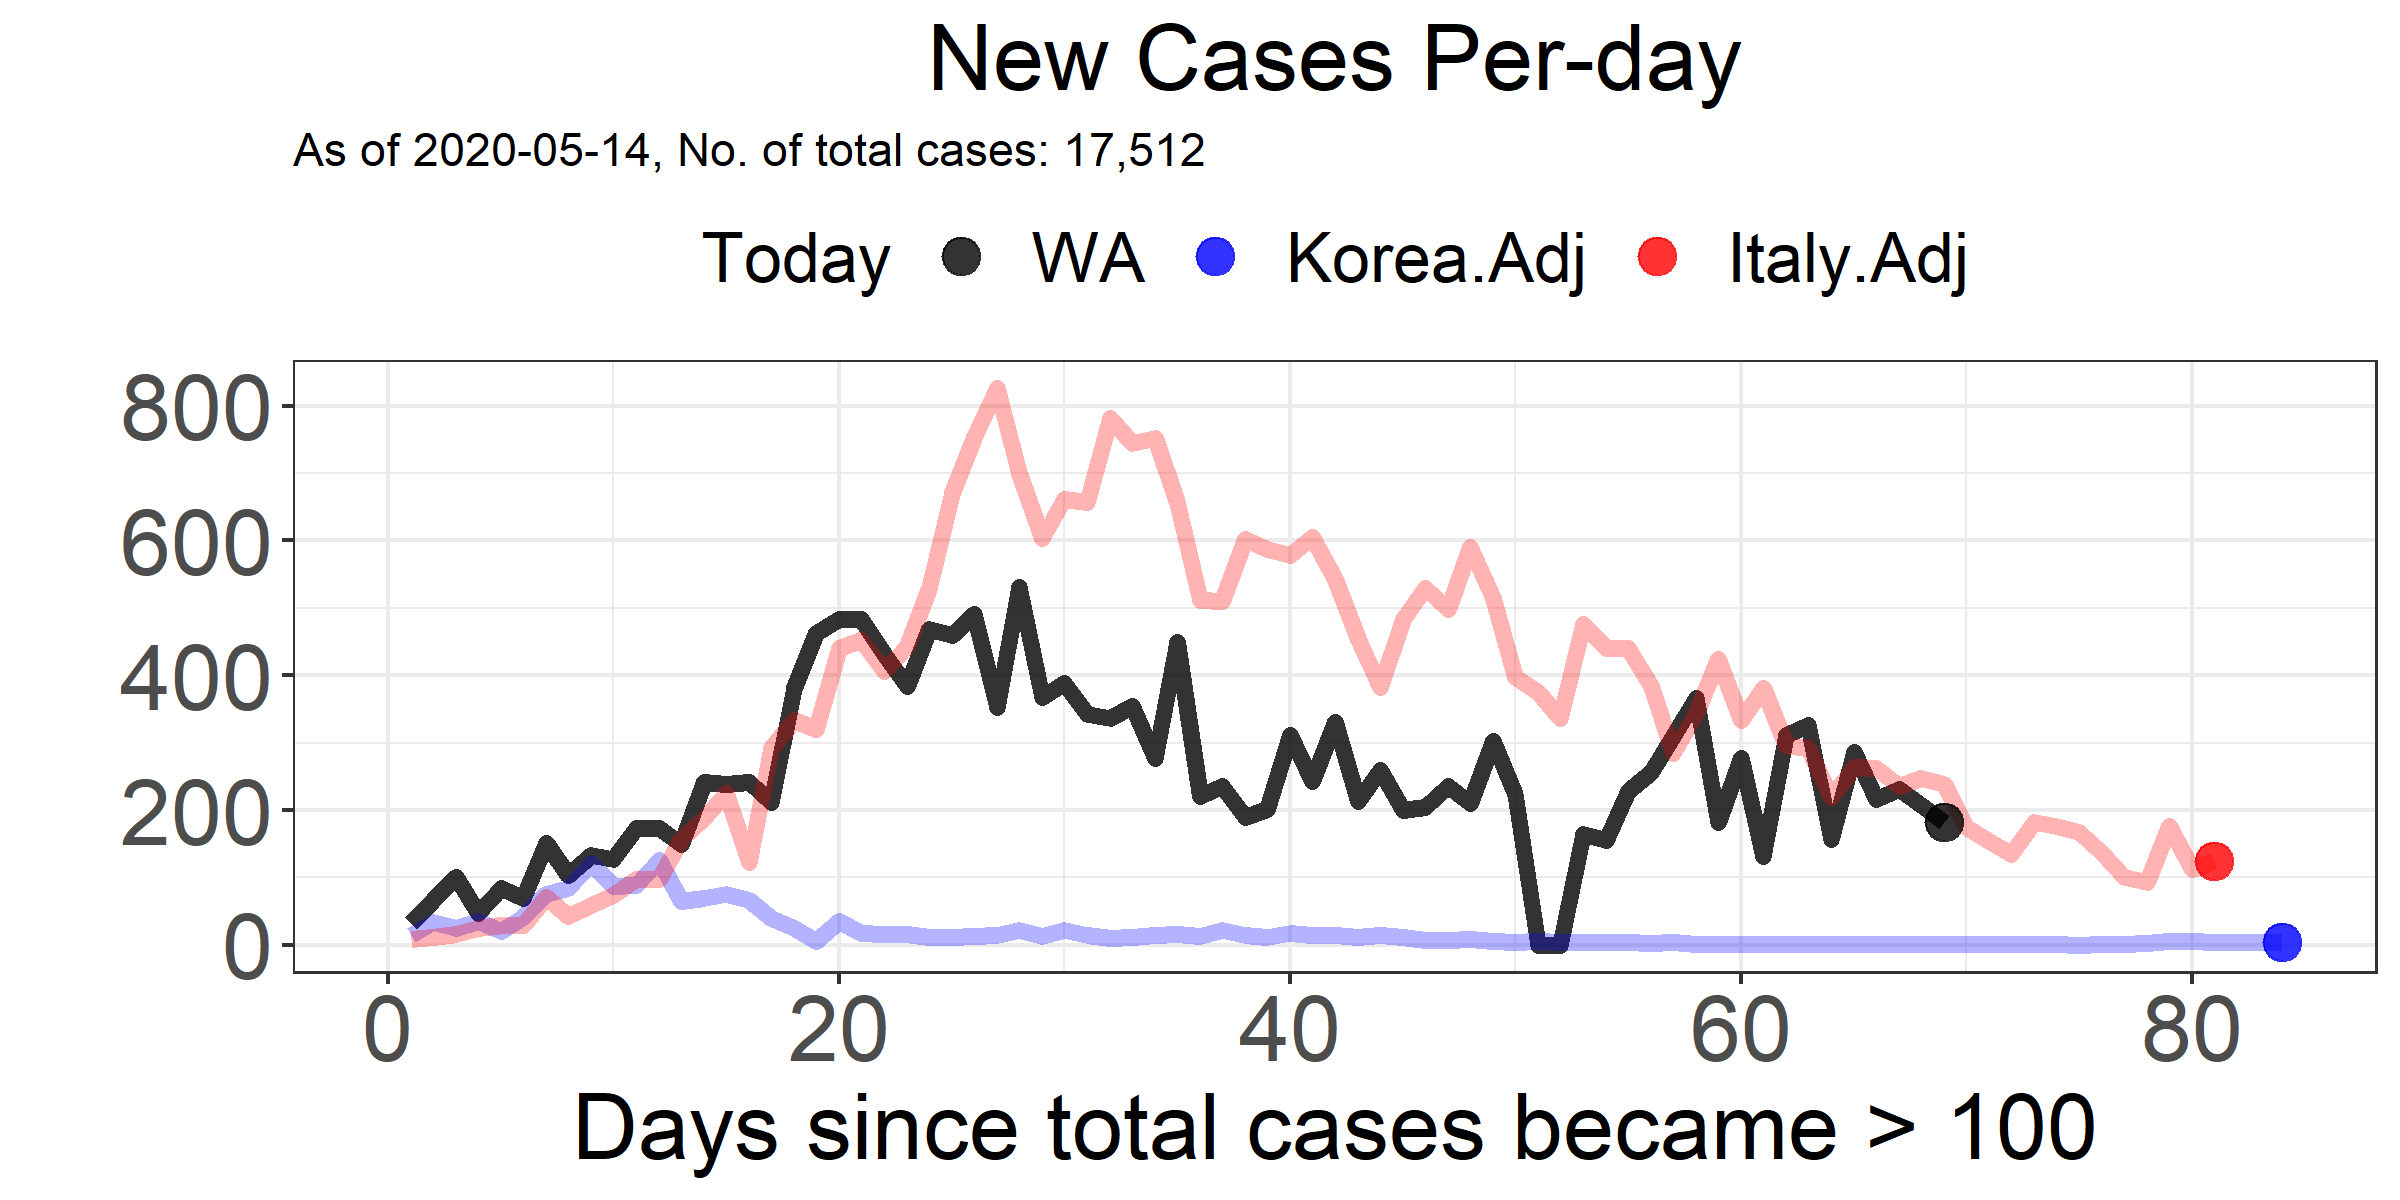 New Cases Per-day
As of 2020-05-14, No. of total cases: 17,512
Today WA Korea.Adj Italy.Adj
800
600
400
200
0
0 20 40 60 80
Days since total cases became > 100